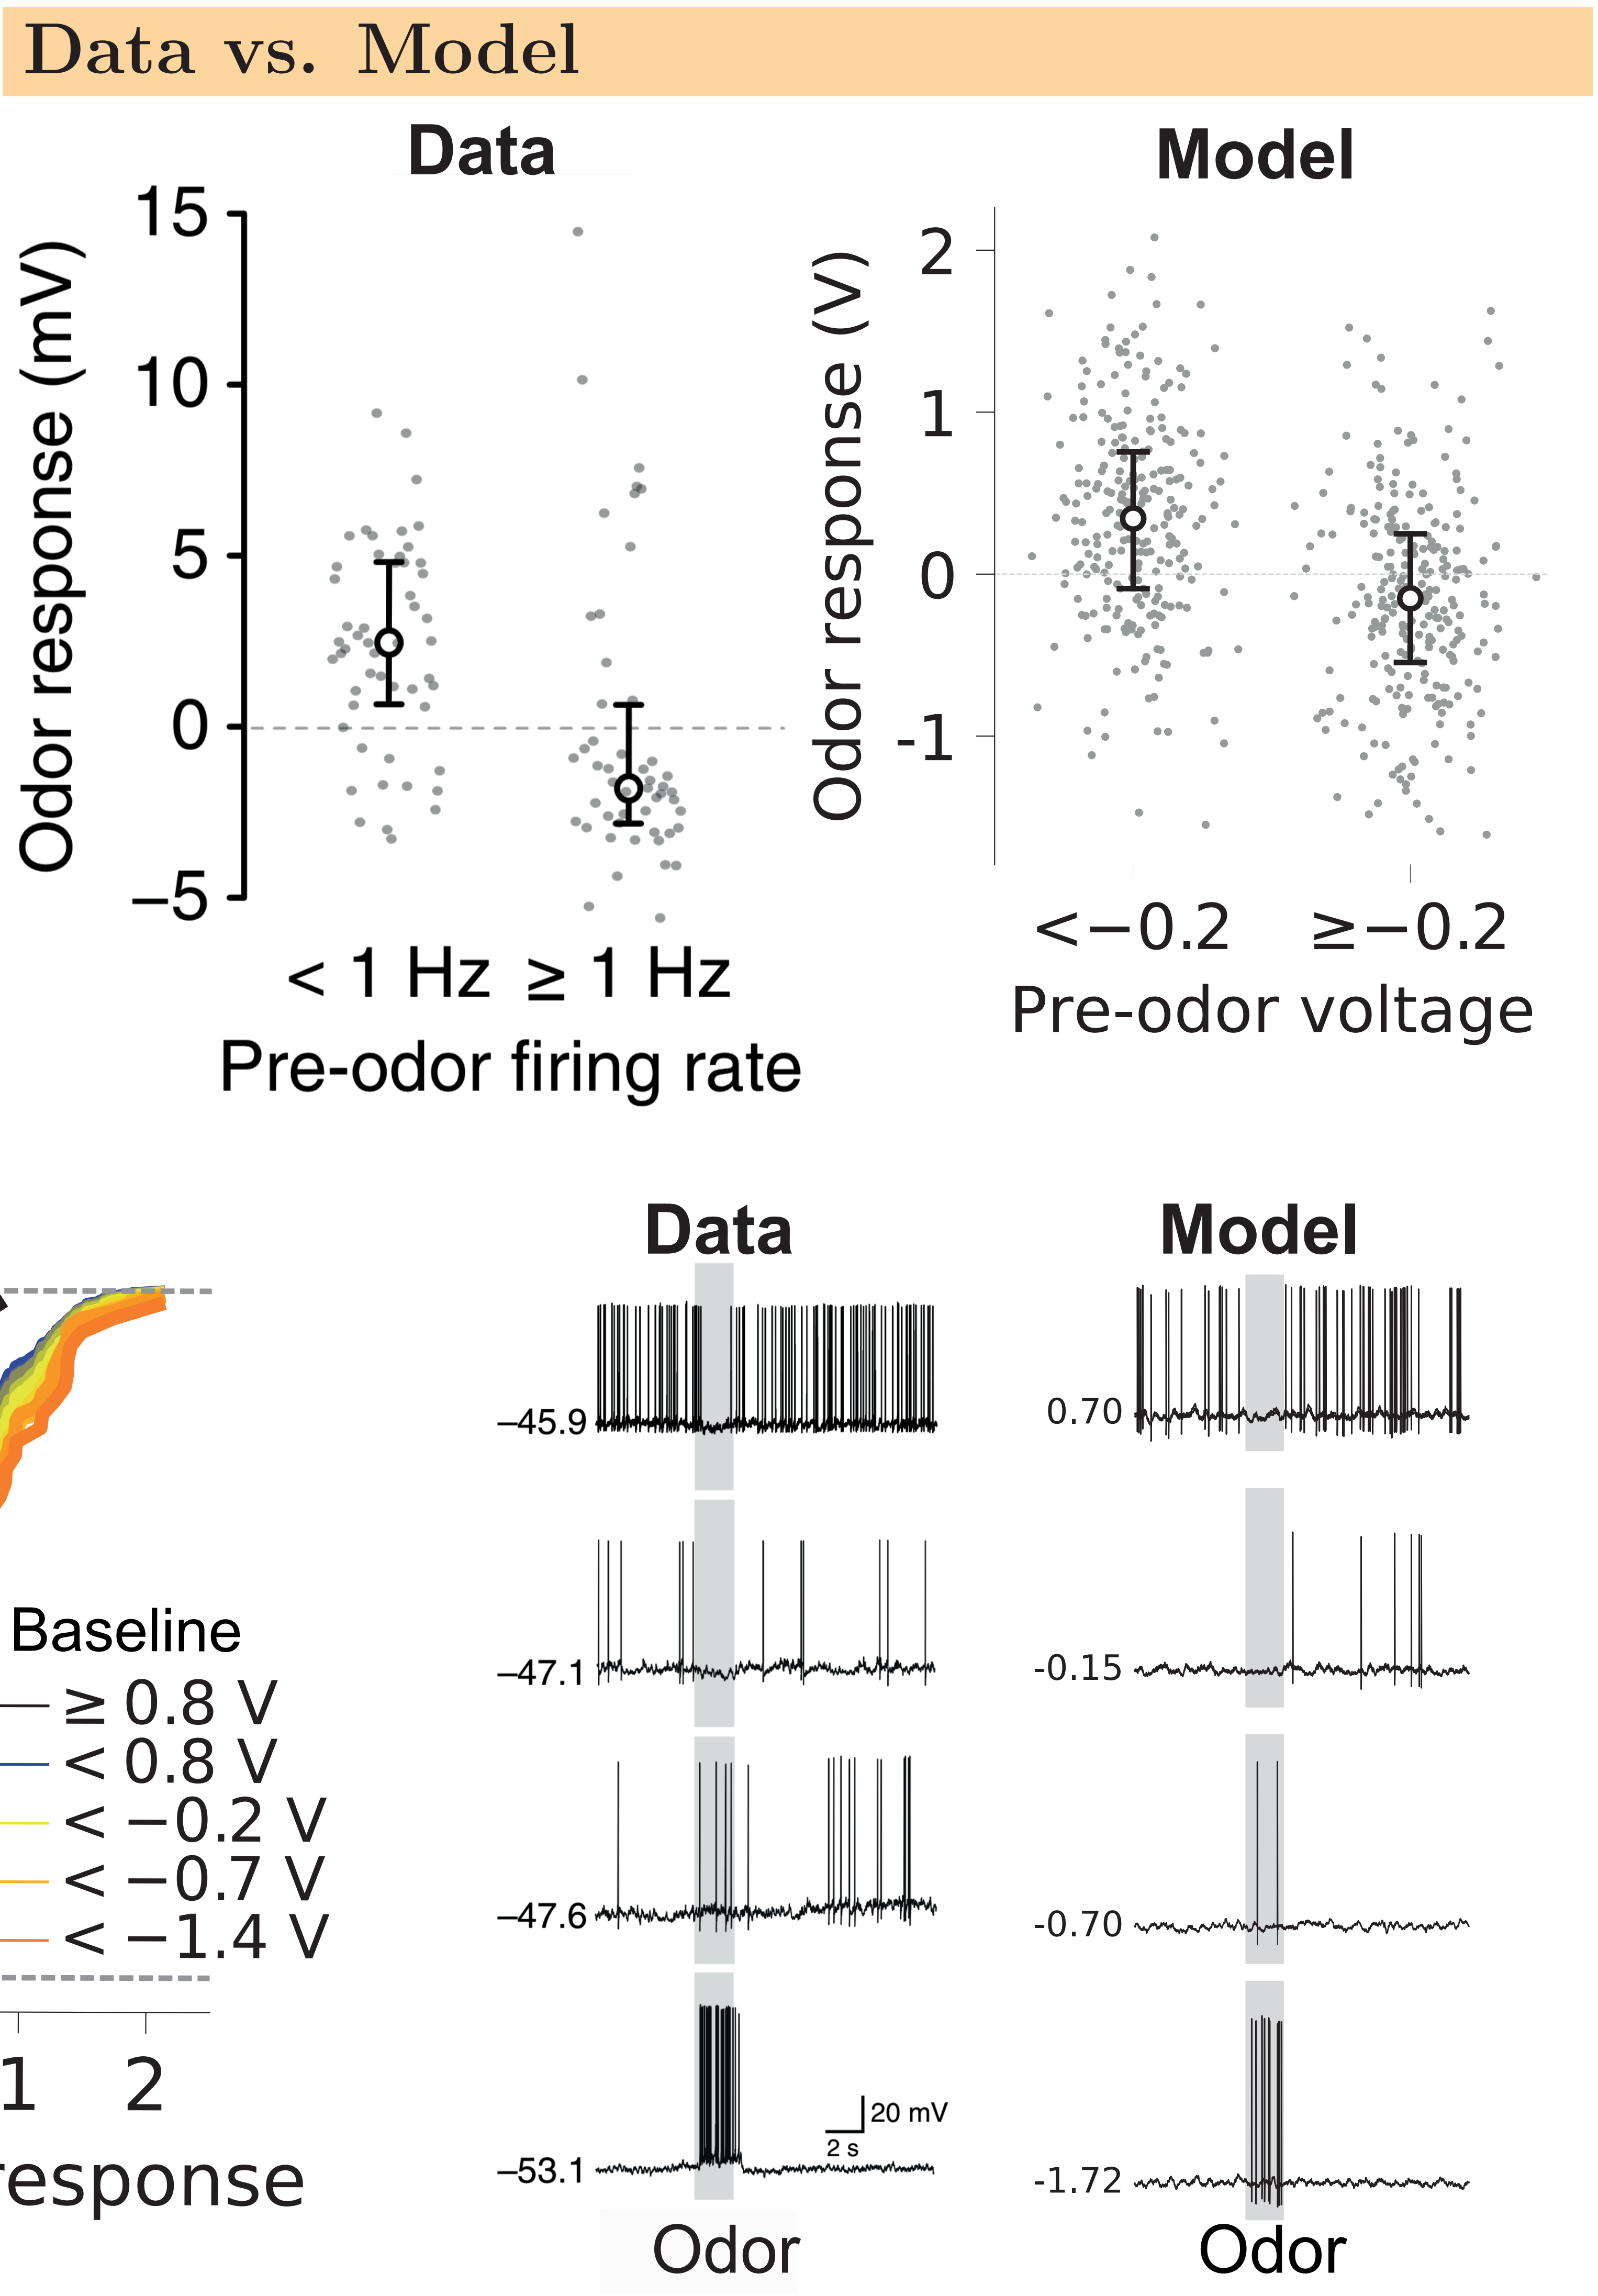 Data vs. Model
Data
Model
Odor response (mV)
15
10
5
0
−5
< 1 Hz ≥ 1 Hz
Pre-odor firing rate
Odor response (V)
2
1
0
-1
<−0.2 ≥−0.2
Pre-odor voltage
Baseline
≥ 0.8 V
< 0.8 V
< −0.2 V
< −0.7 V
< −1.4 V
1 2
response
Data
Model
−45.9
−47.1
−47.6
−53.1
20 mV
2 s
Odor
0.70
-0.15
-0.70
-1.72
Odor